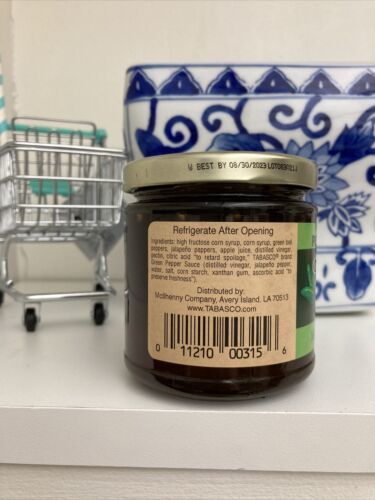 W BEST BY 08/30/2023
Refrigerate After Opening
Ingredients: high fructose corn syrup, corn syrup, green bell
peppers, jalapeño peppers, apple juice, distilled vinegar,
pectin, citric acid "to retard spoilage," TABASCO® brand
Green Pepper Sauce (distilled vinegar, jalapeño pepper,
water, salt, corn starch, xanthan gum, ascorbic acid "to
preserve freshness").
Distributed by:
McIlhenny Company, Avery Island, LA 70513
www.TABASCO.com
0 11210 00315 6